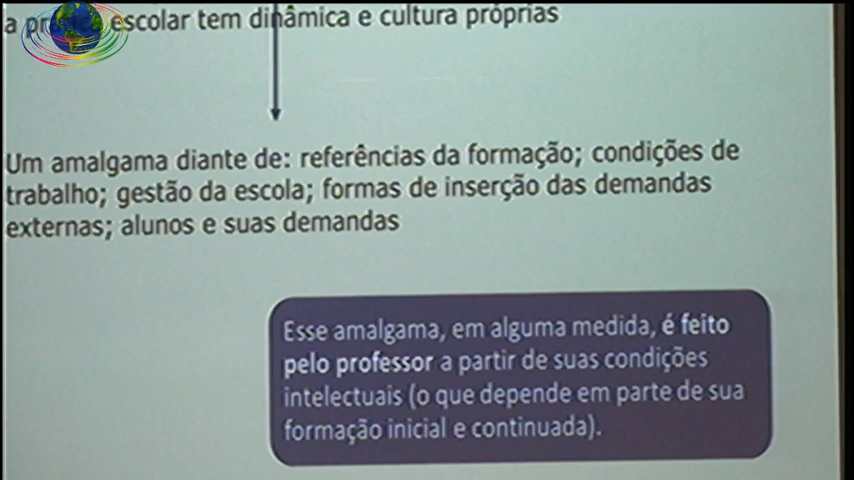 a prática escolar tem dinâmica e cultura próprias
Um amalgama diante de: referências da formação; condições de
trabalho; gestão da escola; formas de inserção das demandas
externas; alunos e suas demandas
Esse amalgama, em alguma medida, é feito
pelo professor a partir de suas condições
intelectuais (o que depende em parte de sua
formação inicial e continuada).